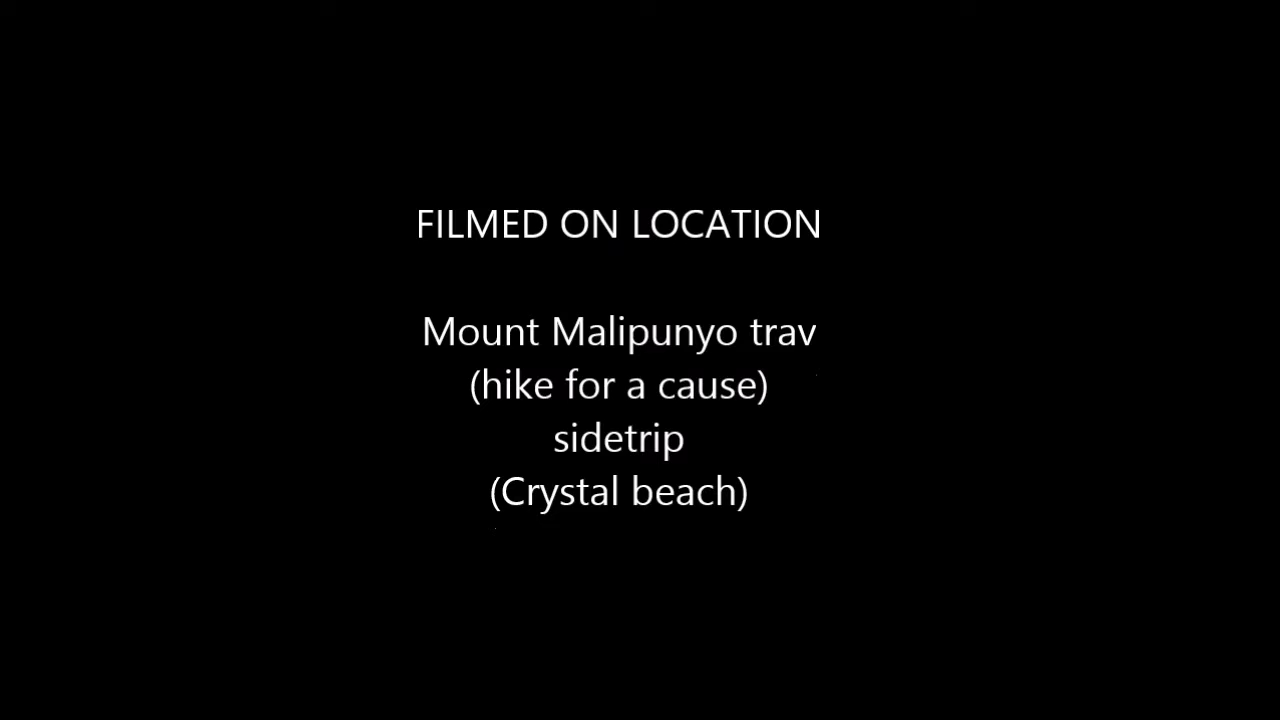 FILMED ON LOCATION
Mount Malipunyo trav
(hike for a cause)
sidetrip
(Crystal beach)